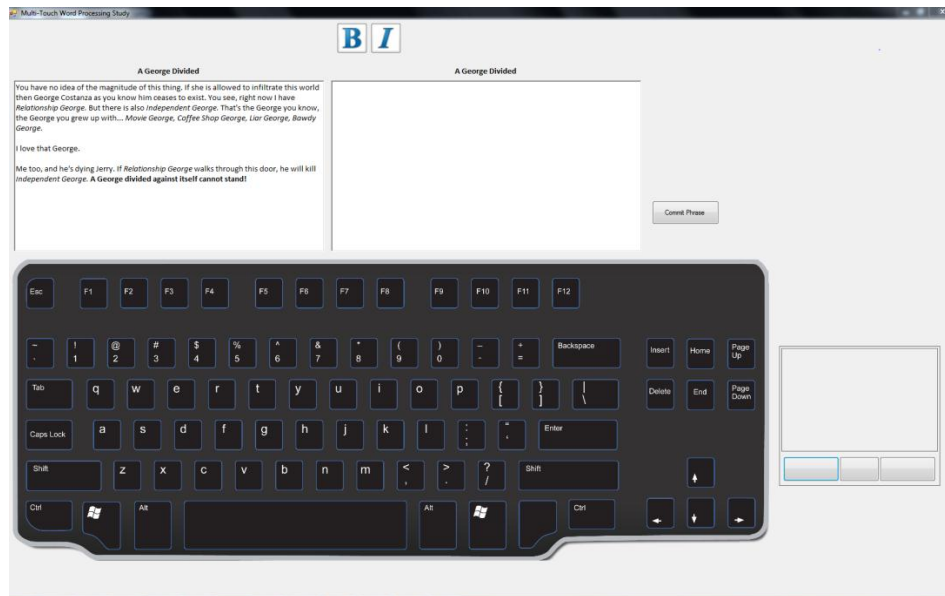 Multi-Touch Word Processing Study
B I
A George Divided
You have no idea of the magnitude of this thing. If she is allowed to infiltrate this world
then George Costanza as you know him ceases to exist. You see, right now I have
Relationship George. But there is also Independent George. That's the George you know,
the George you grew up with... Movie George, Coffee Shop George, Liar George, Bawdy
George.
I love that George.
Me too, and he's dying Jerry. If Relationship George walks through this door, he will kill
Independent George. A George divided against itself cannot stand!
A George Divided
Commit Phrase
Esc F1 F2 F3 F4 F5 F6 F7 F8 F9 F10 F11 F12
~ ! @ # $ % ^ & * ( ) – +
. 1 2 3 4 5 6 7 8 9 0 - = Backspace
Insert Home Page Up
Tab q w e r t y u i o p { [ } ] | \
Delete End Page Down
Caps Lock a s d f g h j k l : ; " ' Enter
Shift z x c v b n m < , > . ? / Shift
Ctrl Alt Alt Ctrl